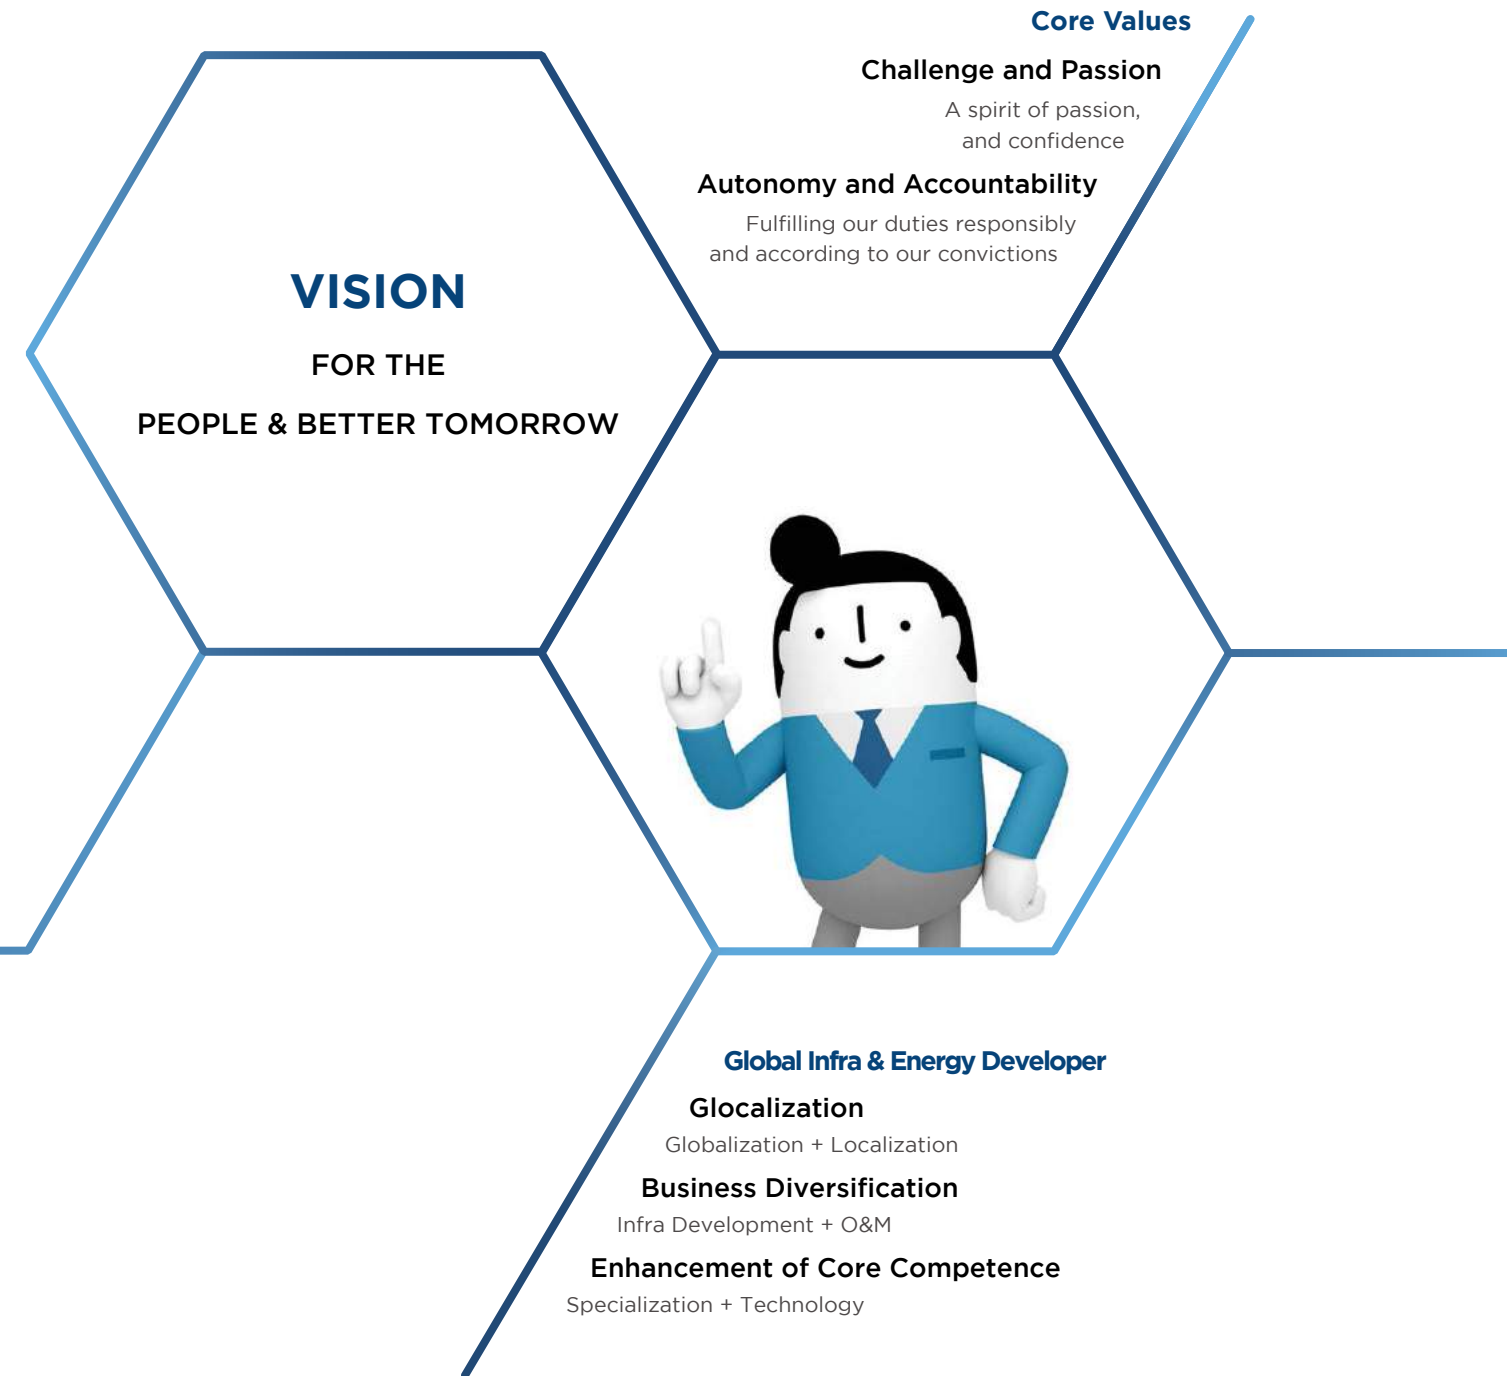 Core Values
Challenge and Passion
A spirit of passion,
and confidence
Autonomy and Accountability
Fulfilling our duties responsibly
and according to our convictions
VISION
FOR THE
PEOPLE & BETTER TOMORROW
Global Infra & Energy Developer
Glocalization
Globalization + Localization
Business Diversification
Infra Development + O&M
Enhancement of Core Competence
Specialization + Technology